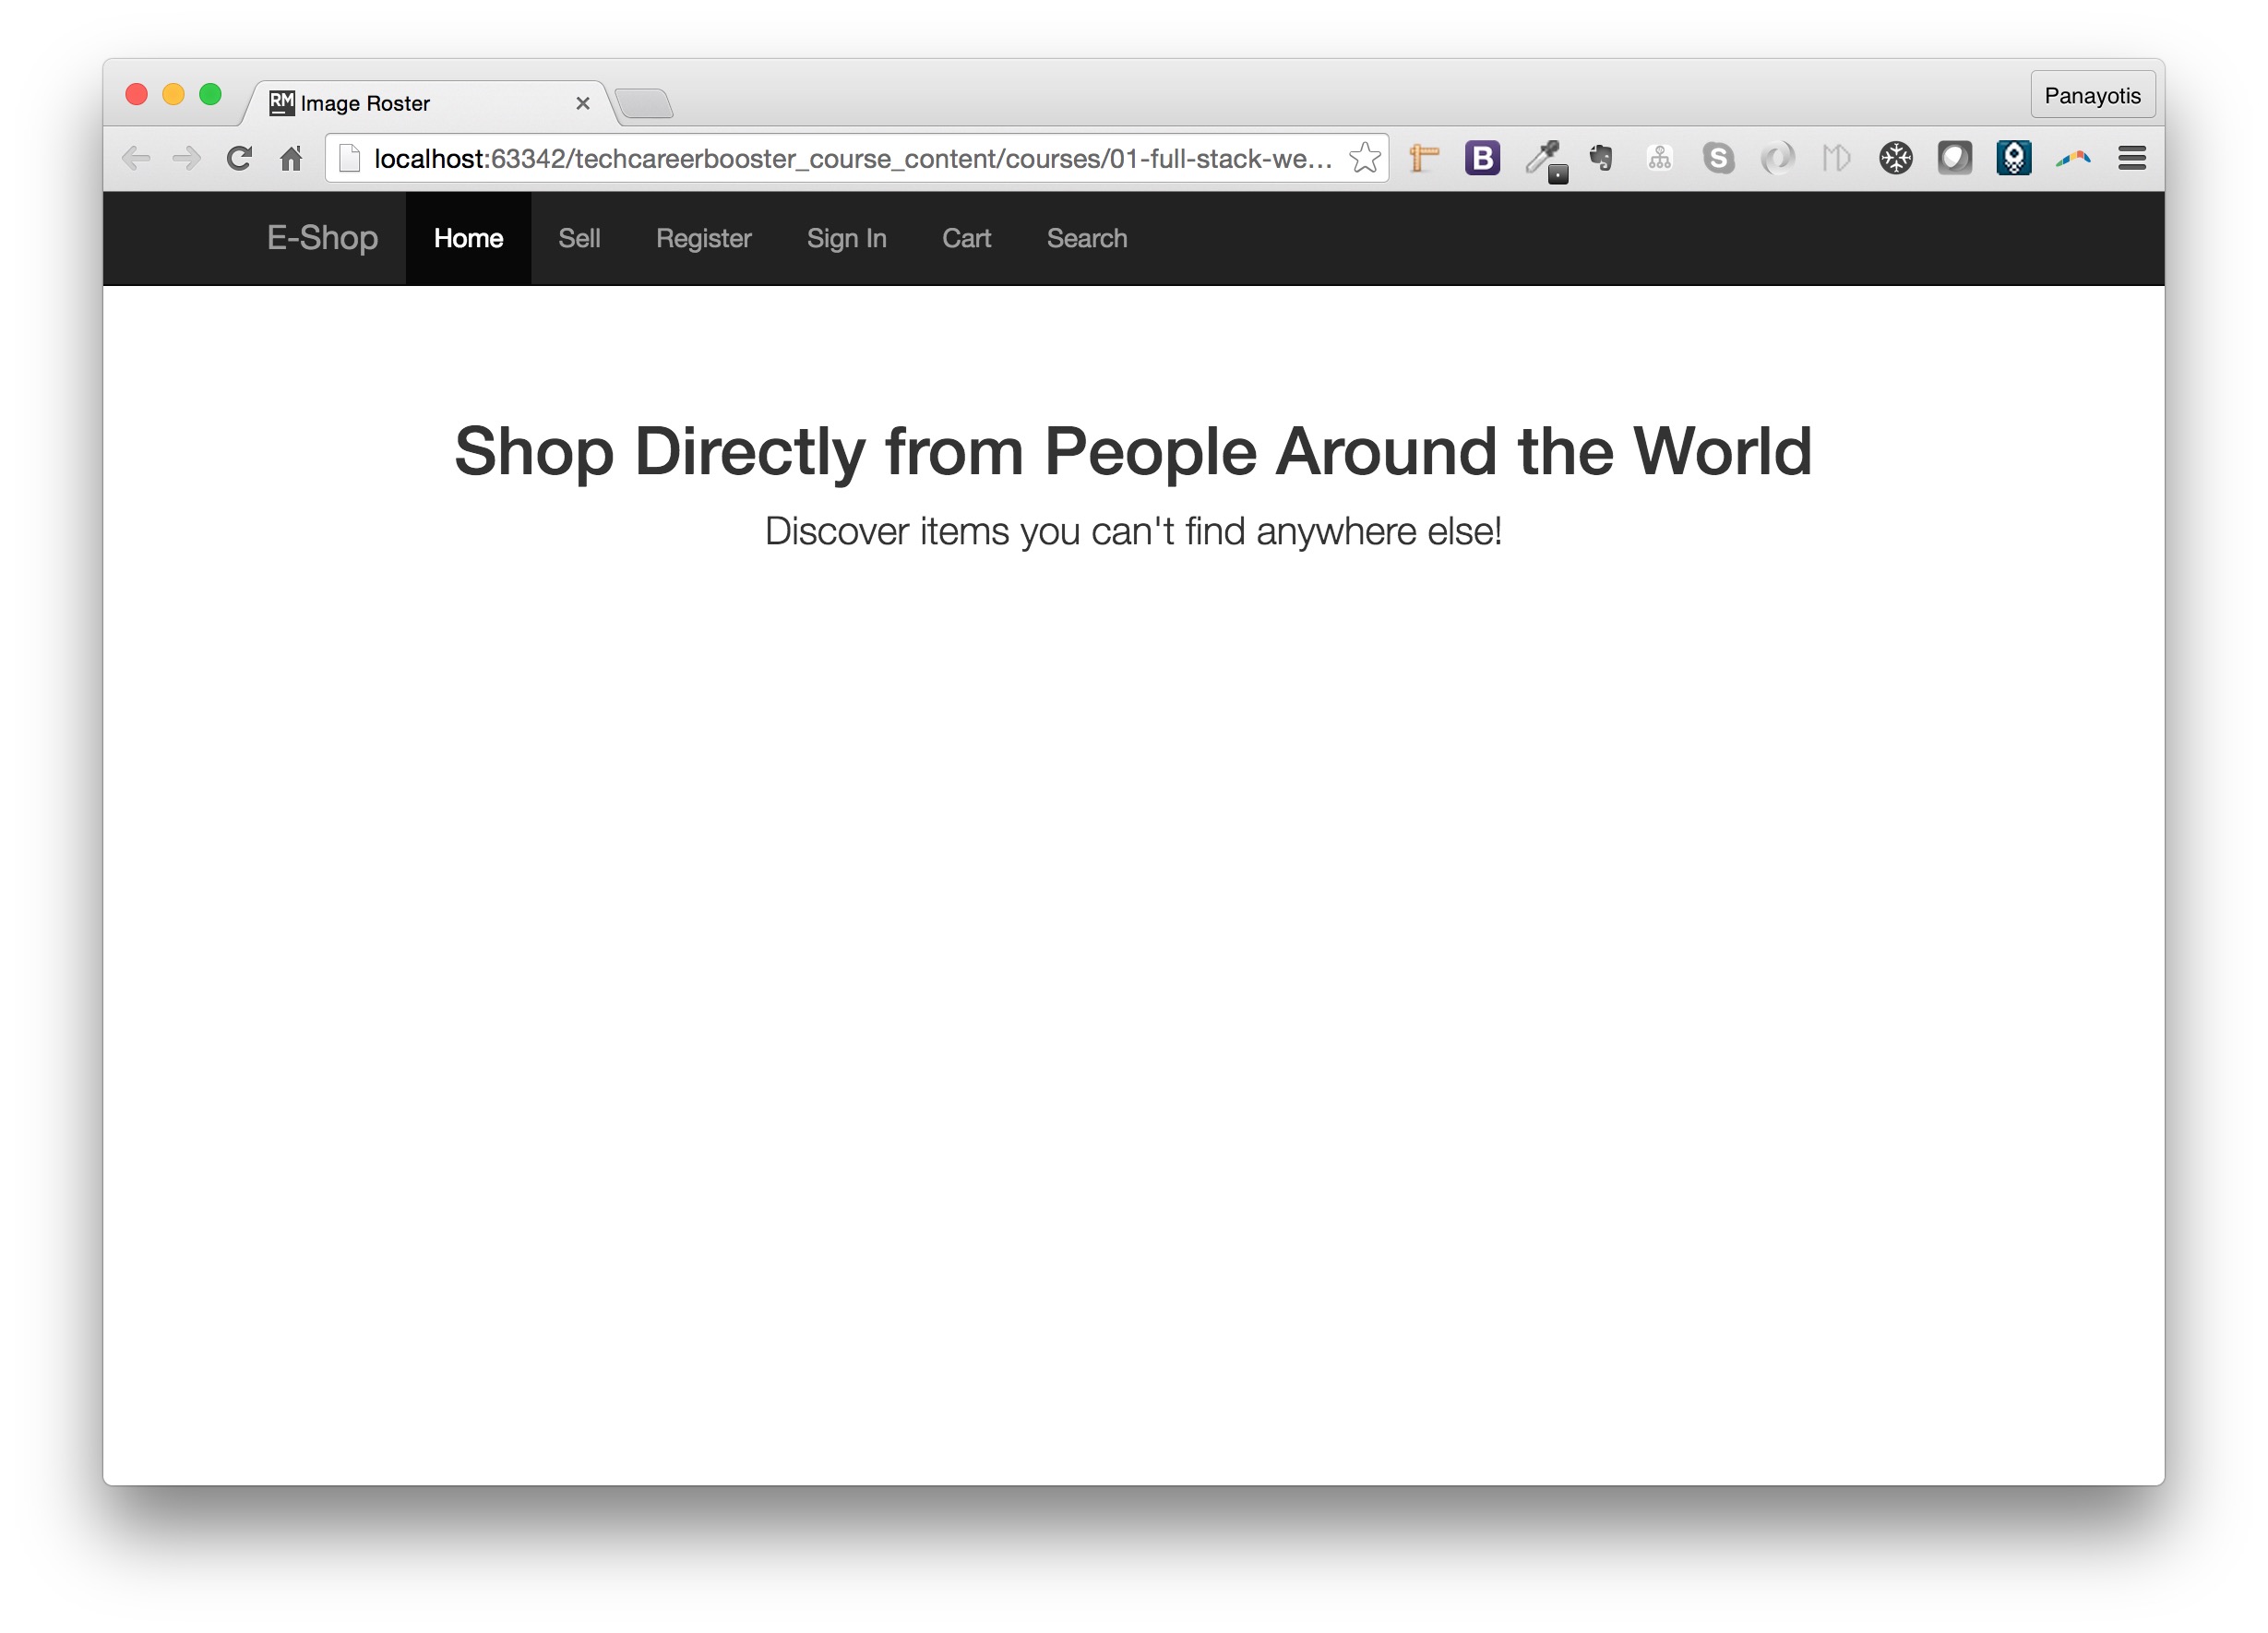 RM Image Roster
Panayotis
localhost:63342/techcareerbooster_course_content/courses/01-full-stack-we...
B
S
E-Shop Home Sell Register Sign In Cart Search
Shop Directly from People Around the World
Discover items you can't find anywhere else!